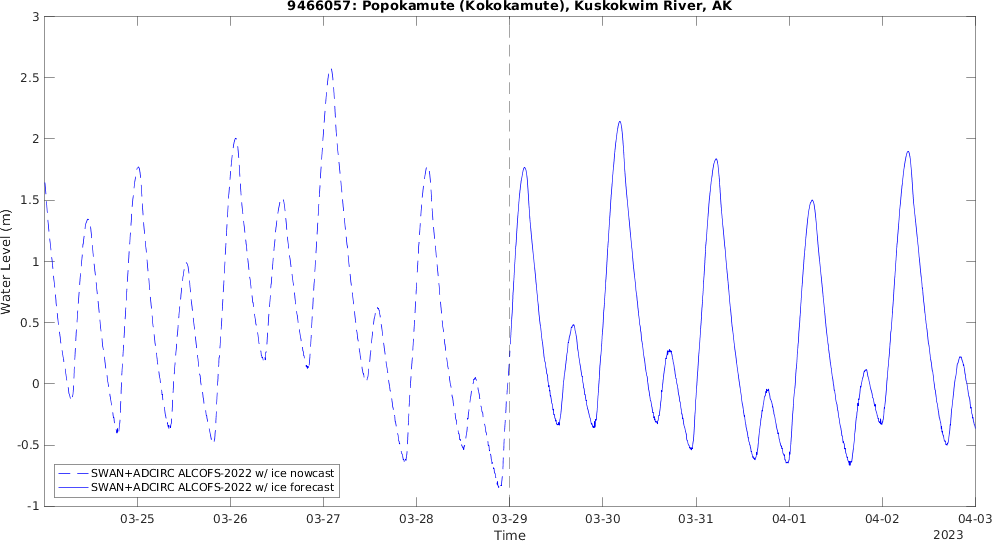 9466057: Popokamute (Kokokamute), Kuskokwim River, AK
3
2.5
2
1.5
1
0.5
0
-0.5
-1
Water Level (m)
SWAN+ADCIRC ALCOFS-2022 w/ ice nowcast
SWAN+ADCIRC ALCOFS-2022 w/ ice forecast
03-25 03-26 03-27 03-28 03-29 03-30 03-31 04-01 04-02 04-03
Time
2023